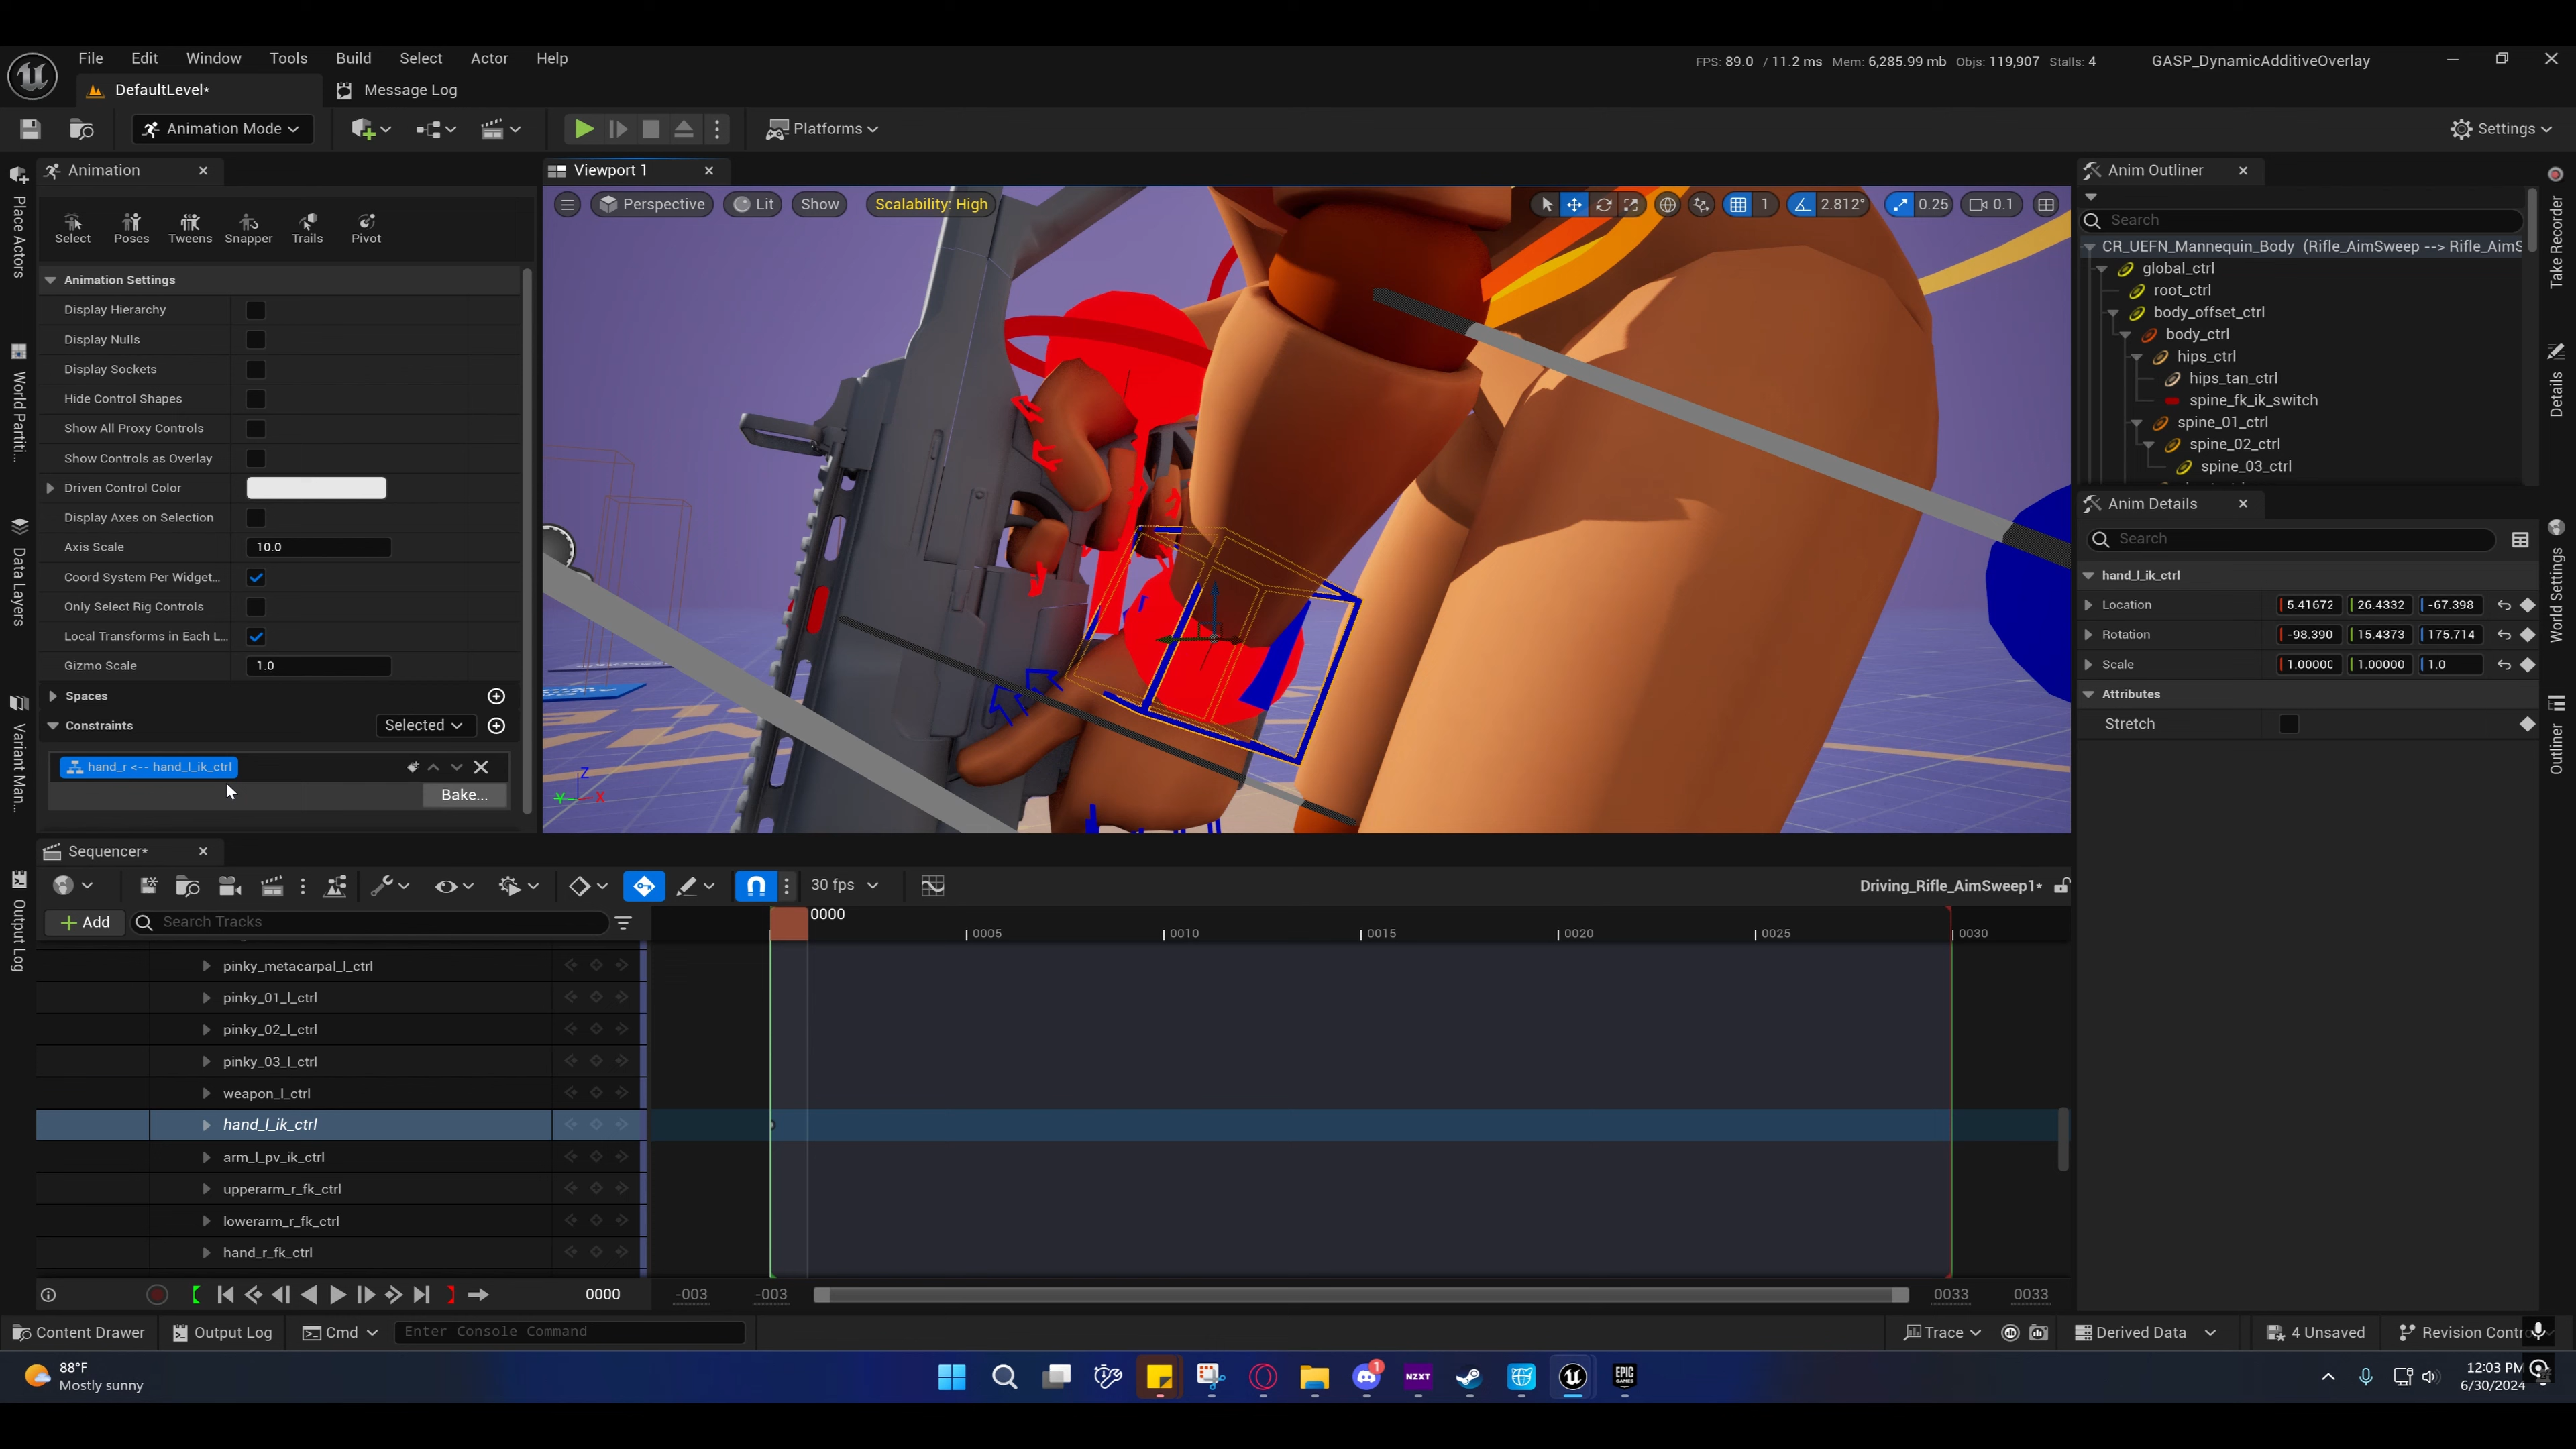 File Edit Window Tools Build Select Actor Help
FPS: 89.0 / 11.2 ms Mem: 6,285.99 mb Objs: 119,907 Stalls: 4
GASP_DynamicAdditiveOverlay
DefaultLevel*
Message Log
Animation Mode
Platforms
Settings
Animation
Viewport 1
Anim Outliner
Place Actors
World Partiti...
Data Layers
Variant Man...
Output Log
Select
Poses
Tweens
Snapper
Trails
Pivot
Animation Settings
Display Hierarchy
Display Nulls
Display Sockets
Hide Control Shapes
Show All Proxy Controls
Show Controls as Overlay
Driven Control Color
Display Axes on Selection
Axis Scale 10.0
Coord System Per Widget...
Only Select Rig Controls
Local Transforms in Each L...
Gizmo Scale 1.0
Spaces
Constraints Selected
hand_r <-- hand_l_ik_ctrl
Bake...
Perspective
Lit
Show
Scalability: High
1
2.812°
0.25
0.1
Z
Y
X
Search
CR_UEFN_Mannequin_Body (Rifle_AimSweep --> Rifle_AimS
global_ctrl
root_ctrl
body_offset_ctrl
body_ctrl
hips_ctrl
hips_tan_ctrl
spine_fk_ik_switch
spine_01_ctrl
spine_02_ctrl
spine_03_ctrl
Anim Details
Search
hand_l_ik_ctrl
Location 5.41672 26.4332 -67.398
Rotation -98.390 15.4373 175.714
Scale 1.00000 1.00000 1.0
Attributes
Stretch
Take Recorder
Details
World Settings
Outliner
Sequencer*
30 fps
Driving_Rifle_AimSweep1*
Add
Search Tracks
0000
0005
0010
0015
0020
0025
0030
pinky_metacarpal_l_ctrl
pinky_01_l_ctrl
pinky_02_l_ctrl
pinky_03_l_ctrl
weapon_l_ctrl
hand_l_ik_ctrl
arm_l_pv_ik_ctrl
upperarm_r_fk_ctrl
lowerarm_r_fk_ctrl
hand_r_fk_ctrl
0000
-003
-003
0033
0033
Content Drawer
Output Log
Cmd
Enter Console Command
Trace
Derived Data
4 Unsaved
Revision Contro
88°F
Mostly sunny
1
NZXT
EPIC GAMES
12:03 PM
6/30/2024